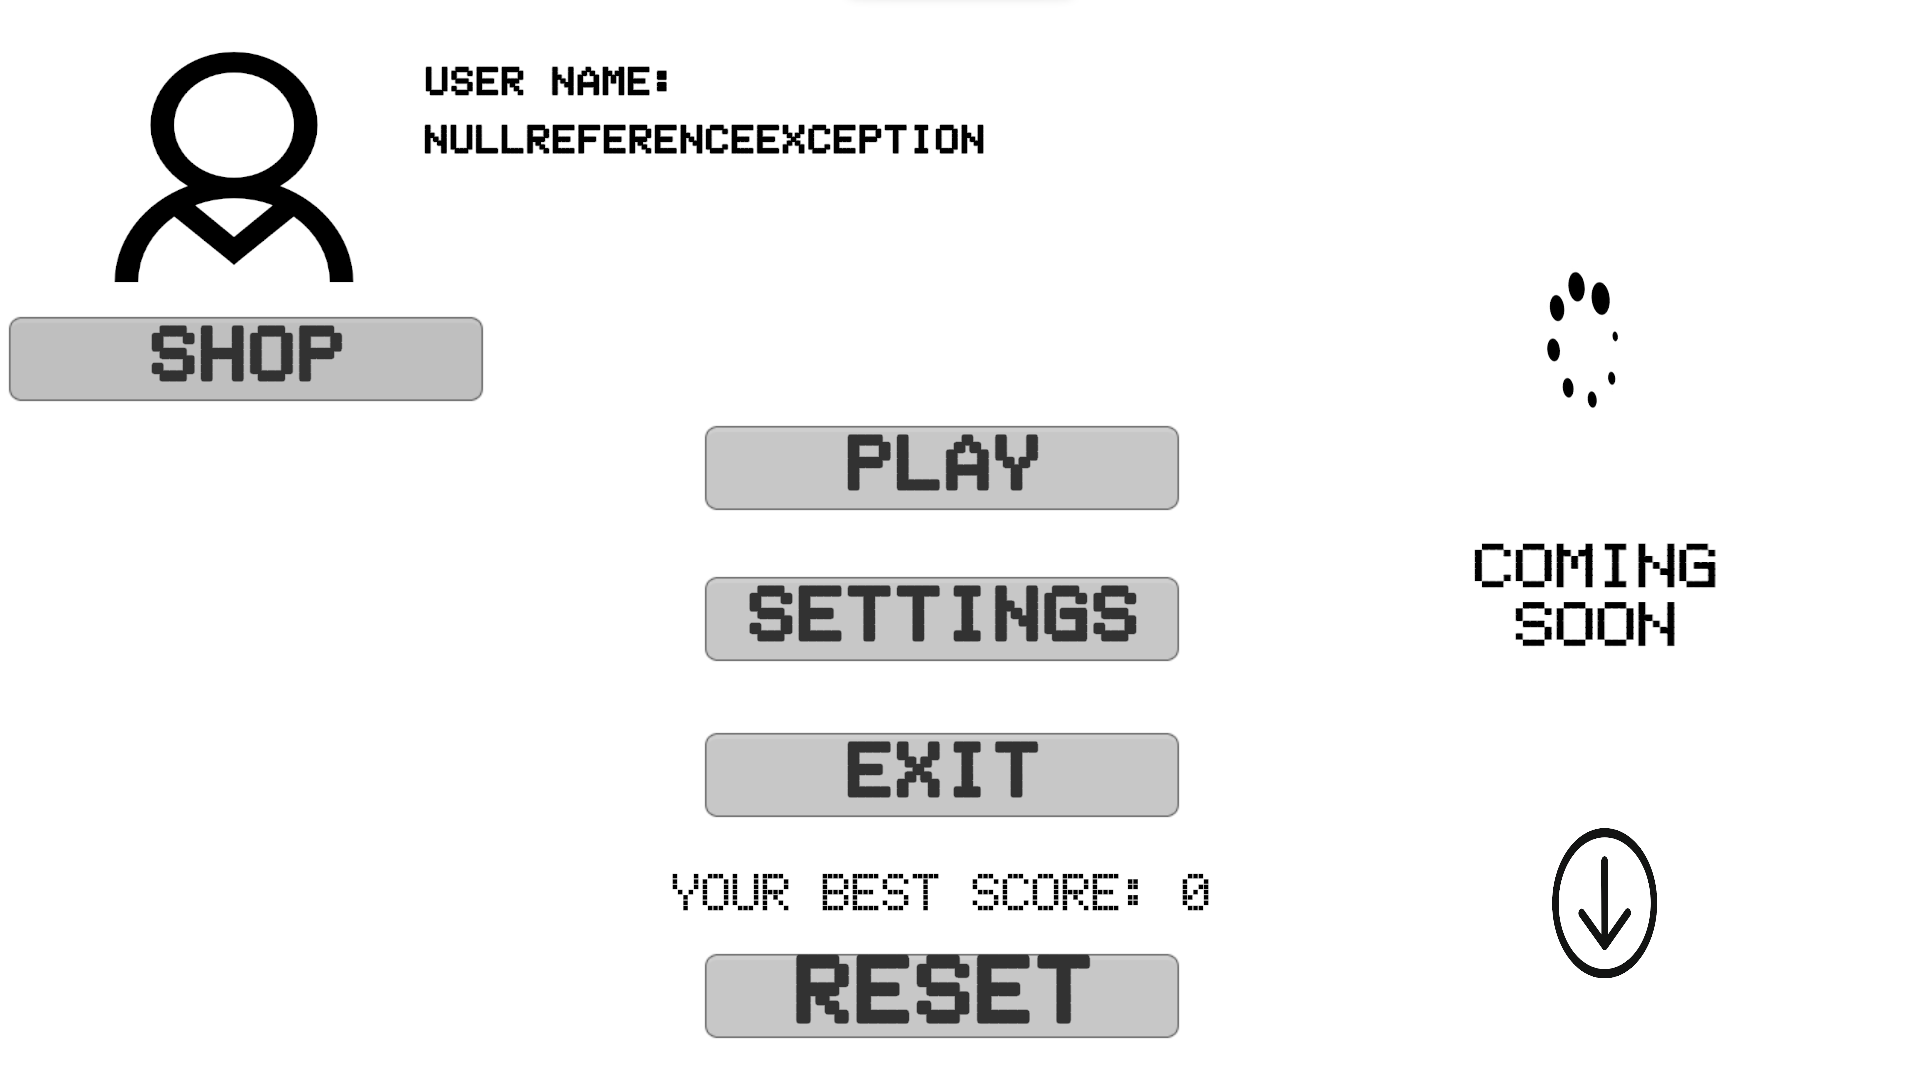 USER NAME:
NULLREFERENCEEXCEPTION
SHOP
PLAY
SETTINGS
EXIT
YOUR BEST SCORE: 0
RESET
COMING
SOON